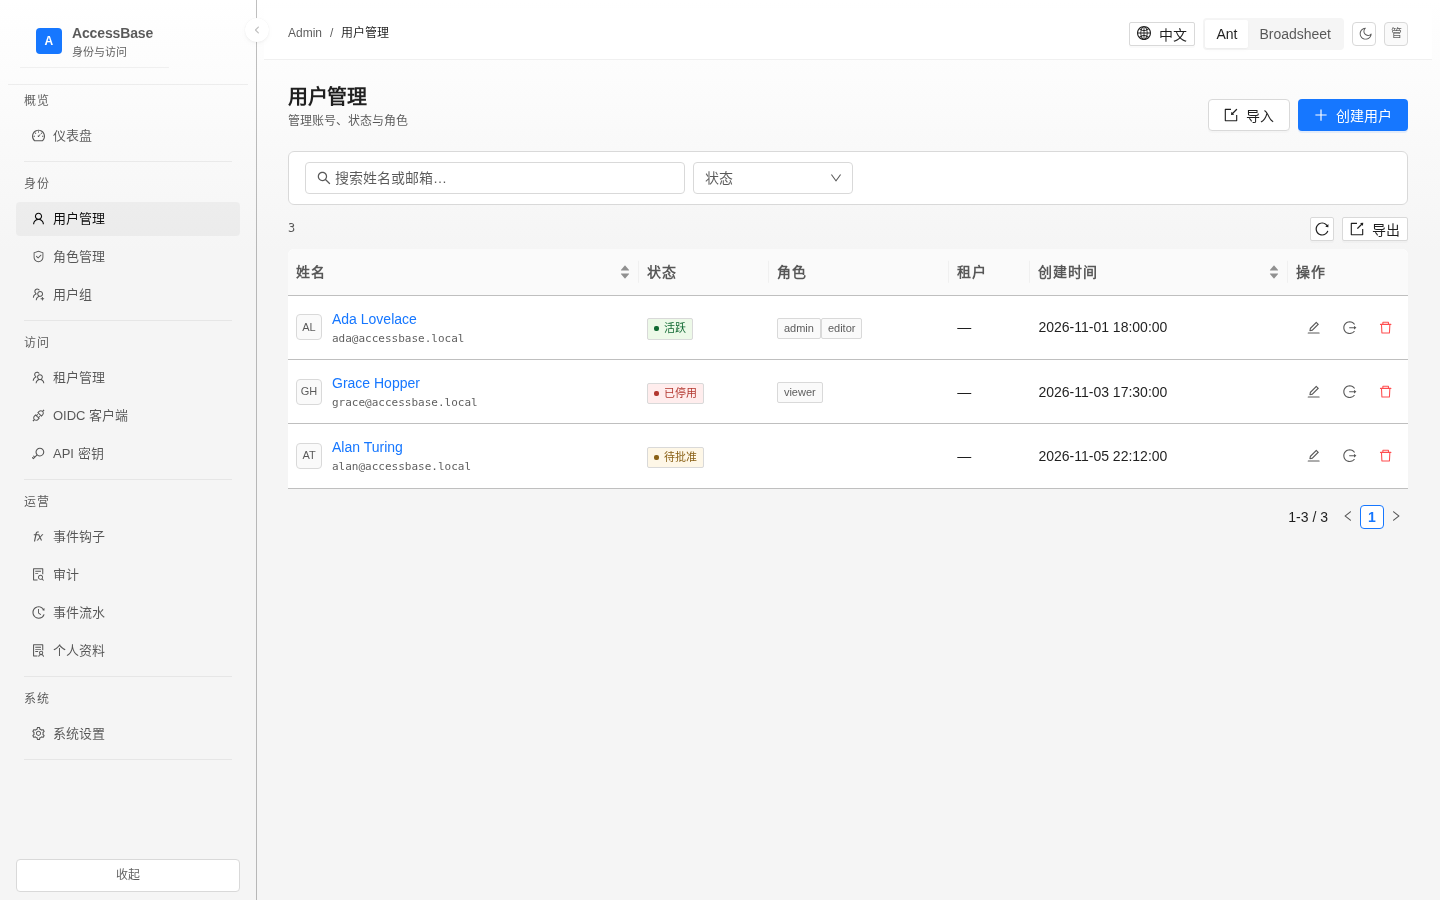 A
AccessBase
身份与访问
概览
仪表盘
身份
用户管理
角色管理
用户组
访问
租户管理
OIDC 客户端
API 密钥
运营
fx 事件钩子
审计
事件流水
个人资料
系统
系统设置
收起
Admin / 用户管理
中文
Ant Broadsheet
管
用户管理
管理账号、状态与角色
导入
创建用户
搜索姓名或邮箱…
状态
3
导出
姓名 状态 角色 租户 创建时间 操作
AL Ada Lovelace
ada@accessbase.local
活跃 admin editor — 2026-11-01 18:00:00
GH Grace Hopper
grace@accessbase.local
已停用 viewer — 2026-11-03 17:30:00
AT Alan Turing
alan@accessbase.local
待批准 — 2026-11-05 22:12:00
1-3 / 3 1